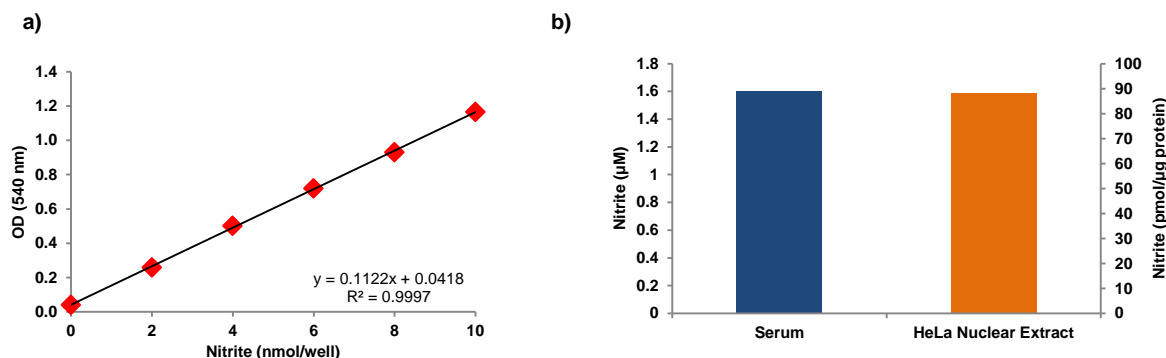 a)
OD (540 nm)
1.4
1.2
1.0
0.8
0.6
0.4
0.2
0.0
0 2 4 6 8 10
Nitrite (nmol/well)
y = 0.1122x + 0.0418
R² = 0.9997
b)
Nitrite (µM)
1.8
1.6
1.4
1.2
1
0.8
0.6
0.4
0.2
0
Serum HeLa Nuclear Extract
100
90
80
70
60
50
40
30
20
10
0
Nitrite (pmol/µg protein)